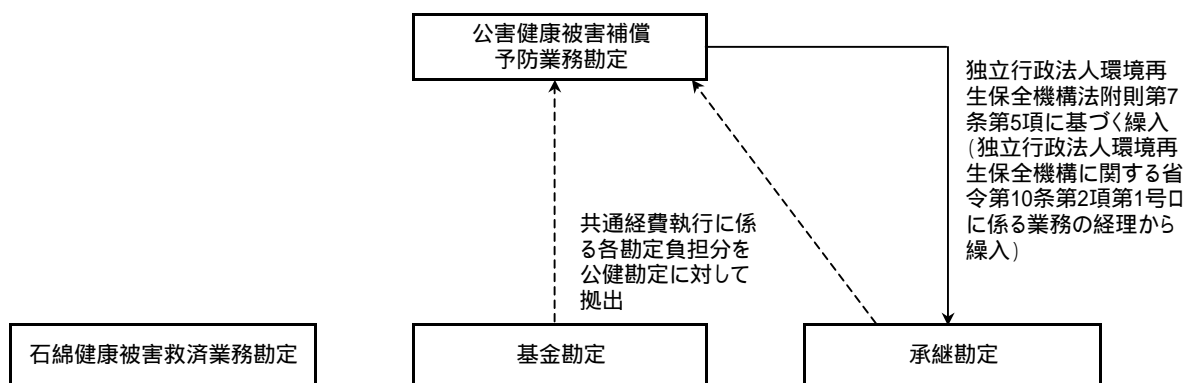 公害健康被害補償
予防業務勘定
独立行政法人環境再
生保全機構法附則第7
条第5項に基づく繰入
(独立行政法人環境再
生保全機構に関する省
令第10条第2項第1号ロ
に係る業務の経理から
繰入)
共通経費執行に係
る各勘定負担分を
公健勘定に対して
拠出
石綿健康被害救済業務勘定
基金勘定
承継勘定